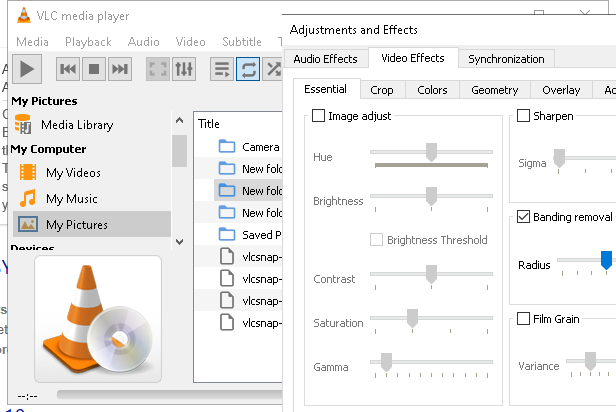 VLC media player
Media Playback Audio Video Subtitle
My Pictures
Media Library
My Computer
My Videos
My Music
My Pictures
Devices
Title
Camera
New fold
New fold
New fold
Saved P
vlcsnap-
vlcsnap-
vlcsnap-
vlcsnap-
--:--
Adjustments and Effects
Audio Effects Video Effects Synchronization
Essential Crop Colors Geometry Overlay
Image adjust
Hue
Brightness
Brightness Threshold
Contrast
Saturation
Gamma
Sharpen
Sigma
Banding removal
Radius
Film Grain
Variance